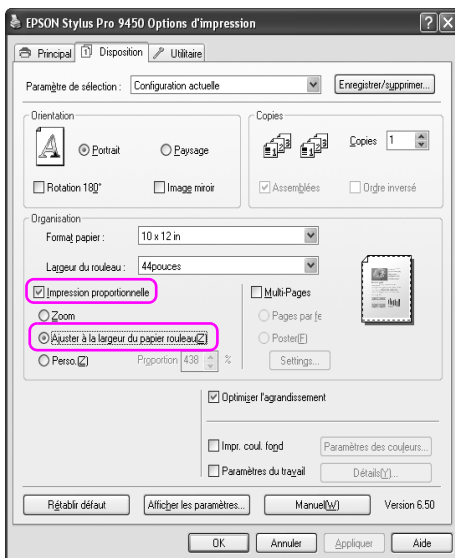 EPSON Stylus Pro 9450 Options d'impression
Principal Disposition Utilitaire
Paramètre de sélection : Configuration actuelle Enregistrer/supprimer...
Orientation Copies
A Portrait Paysage Copies 1
Rotation 180° Image miroir Assemblées Ordre inversé
Organisation
Format papier : 10 x 12 in
Largeur du rouleau : 44pouces
Impression proportionnelle Multi-Pages
Zoom Pages par fe
Ajuster à la largeur du papier rouleau(Z) Poster(F)
Perso.(Z) Proportion 438 % Settings...
Optimiser l'agrandissement
Impr. coul. fond Paramètres des couleurs...
Paramètres du travail Détails(Y)...
Rétablir défaut Afficher les paramètres... Manuel(W) Version 6.50
OK Annuler Appliquer Aide